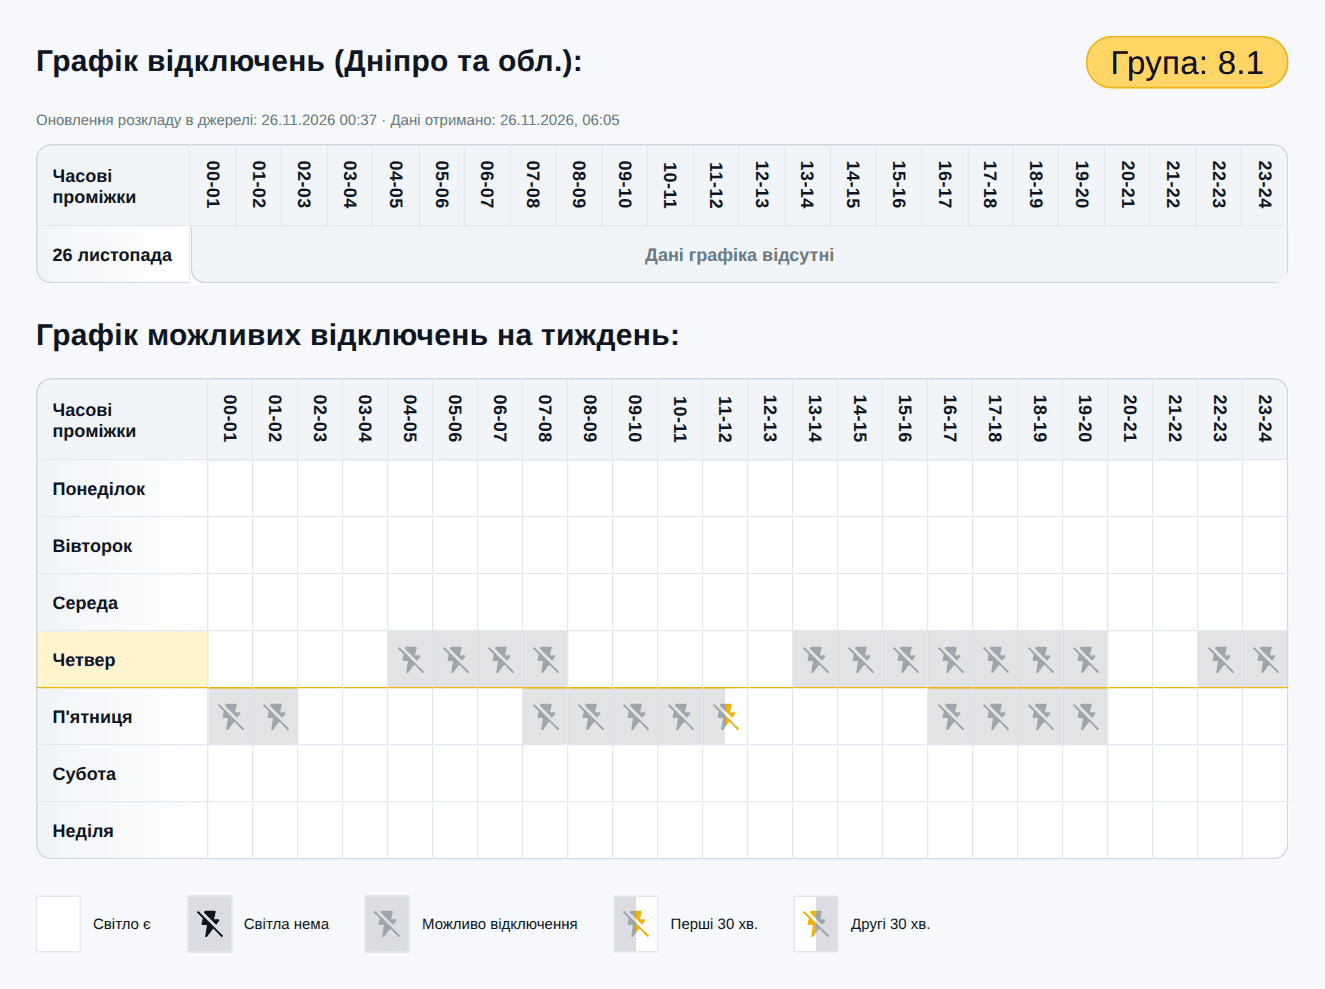 Графік відключень (Дніпро та обл.):
Група: 8.1
Оновлення розкладу в джерелі: 26.11.2026 00:37 · Дані отримано: 26.11.2026, 06:05
Часові проміжки 00-01 01-02 02-03 03-04 04-05 05-06 06-07 07-08 08-09 09-10 10-11 11-12 12-13 13-14 14-15 15-16 16-17 17-18 18-19 19-20 20-21 21-22 22-23 23-24
26 листопада Дані графіка відсутні
Графік можливих відключень на тиждень:
Часові проміжки 00-01 01-02 02-03 03-04 04-05 05-06 06-07 07-08 08-09 09-10 10-11 11-12 12-13 13-14 14-15 15-16 16-17 17-18 18-19 19-20 20-21 21-22 22-23 23-24
Понеділок
Вівторок
Середа
Четвер
П'ятниця
Субота
Неділя
Світло є Світла нема Можливо відключення Перші 30 хв. Другі 30 хв.